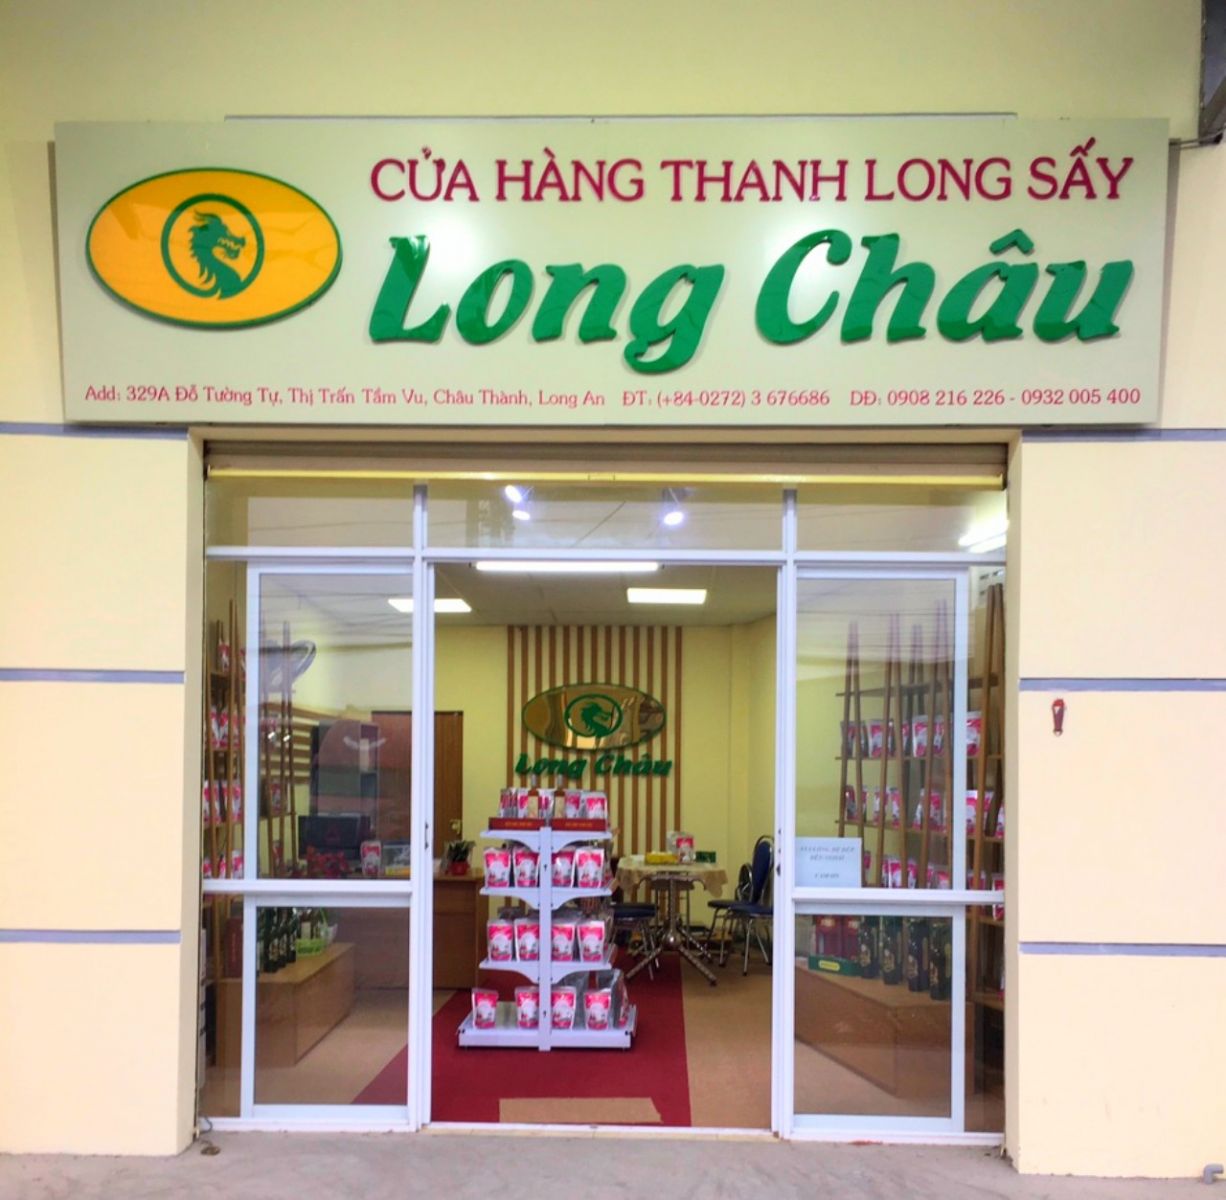 CỬA HÀNG THANH LONG SẤY
Long Châu
Add: 329A Đỗ Tường Tự, Thị Trấn Tầm Vu, Châu Thành, Long An ĐT: (+84-0272) 3 676686 DĐ: 0908 216 226 - 0932 005 400
Long Châu